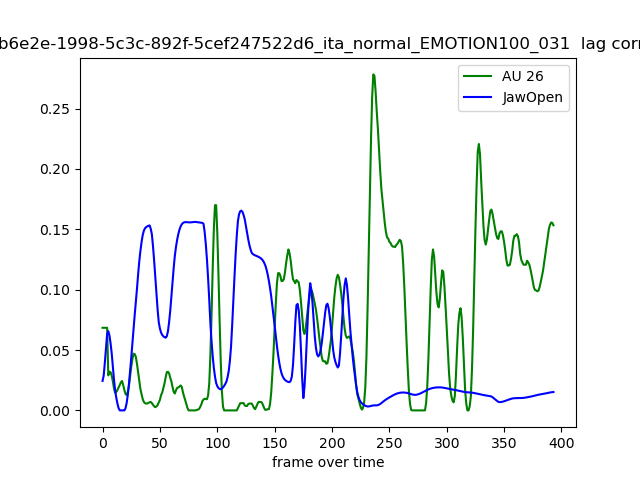 b6e2e-1998-5c3c-892f-5cef247522d6_ita_normal_EMOTION100_031  lag corr
AU 26
JawOpen
0.25
0.20
0.15
0.10
0.05
0.00
0 50 100 150 200 250 300 350 400
frame over time